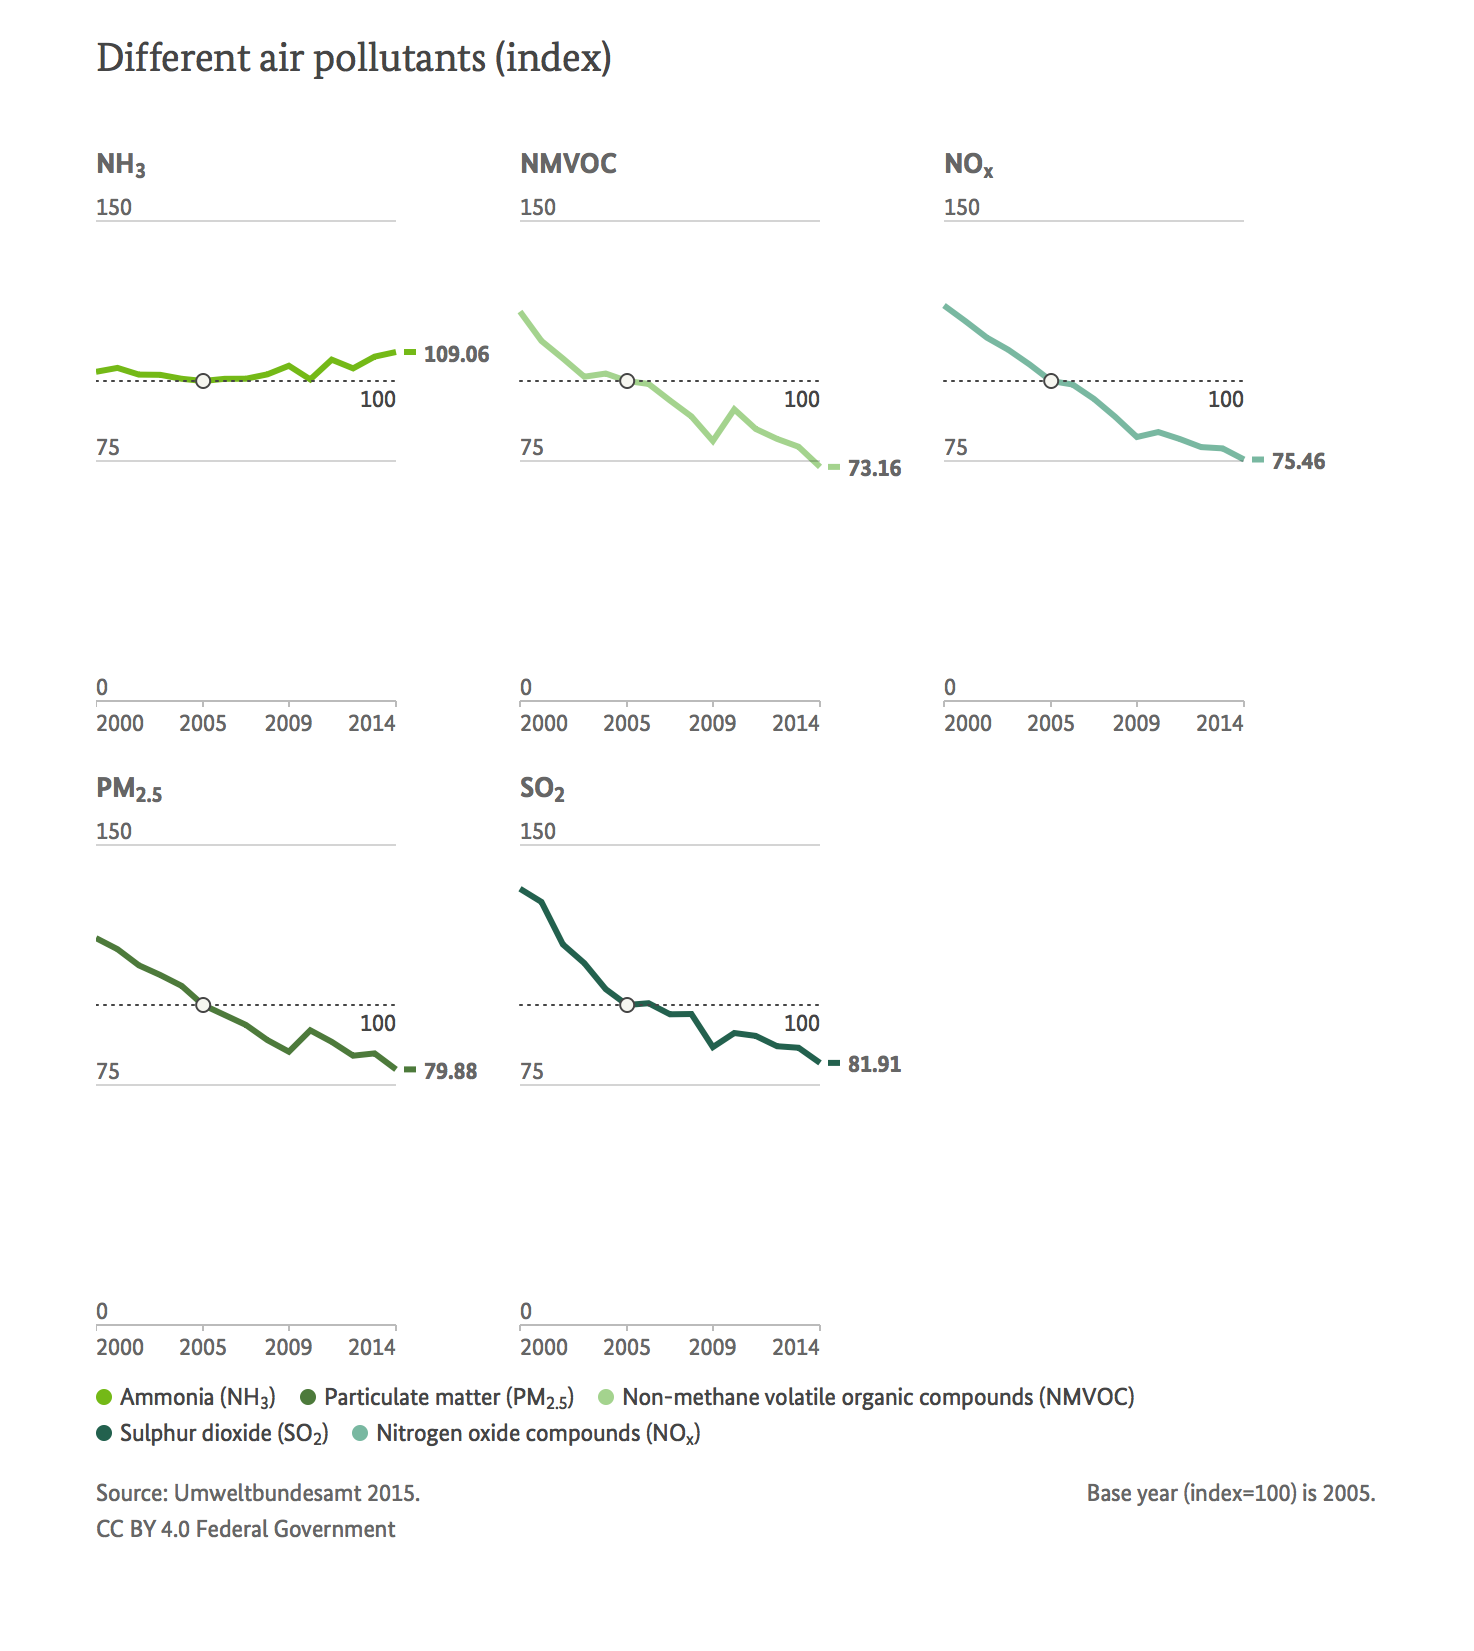 Different air pollutants (index)
NH₃
150
109.06
100
75
0
2000 2005 2009 2014
NMVOC
150
100
75
73.16
0
2000 2005 2009 2014
NOₓ
150
100
75
75.46
0
2000 2005 2009 2014
PM₂.₅
150
100
75
79.88
0
2000 2005 2009 2014
SO₂
150
100
75
81.91
0
2000 2005 2009 2014
Ammonia (NH₃) Particulate matter (PM₂.₅) Non-methane volatile organic compounds (NMVOC)
Sulphur dioxide (SO₂) Nitrogen oxide compounds (NOₓ)
Source: Umweltbundesamt 2015. Base year (index=100) is 2005.
CC BY 4.0 Federal Government